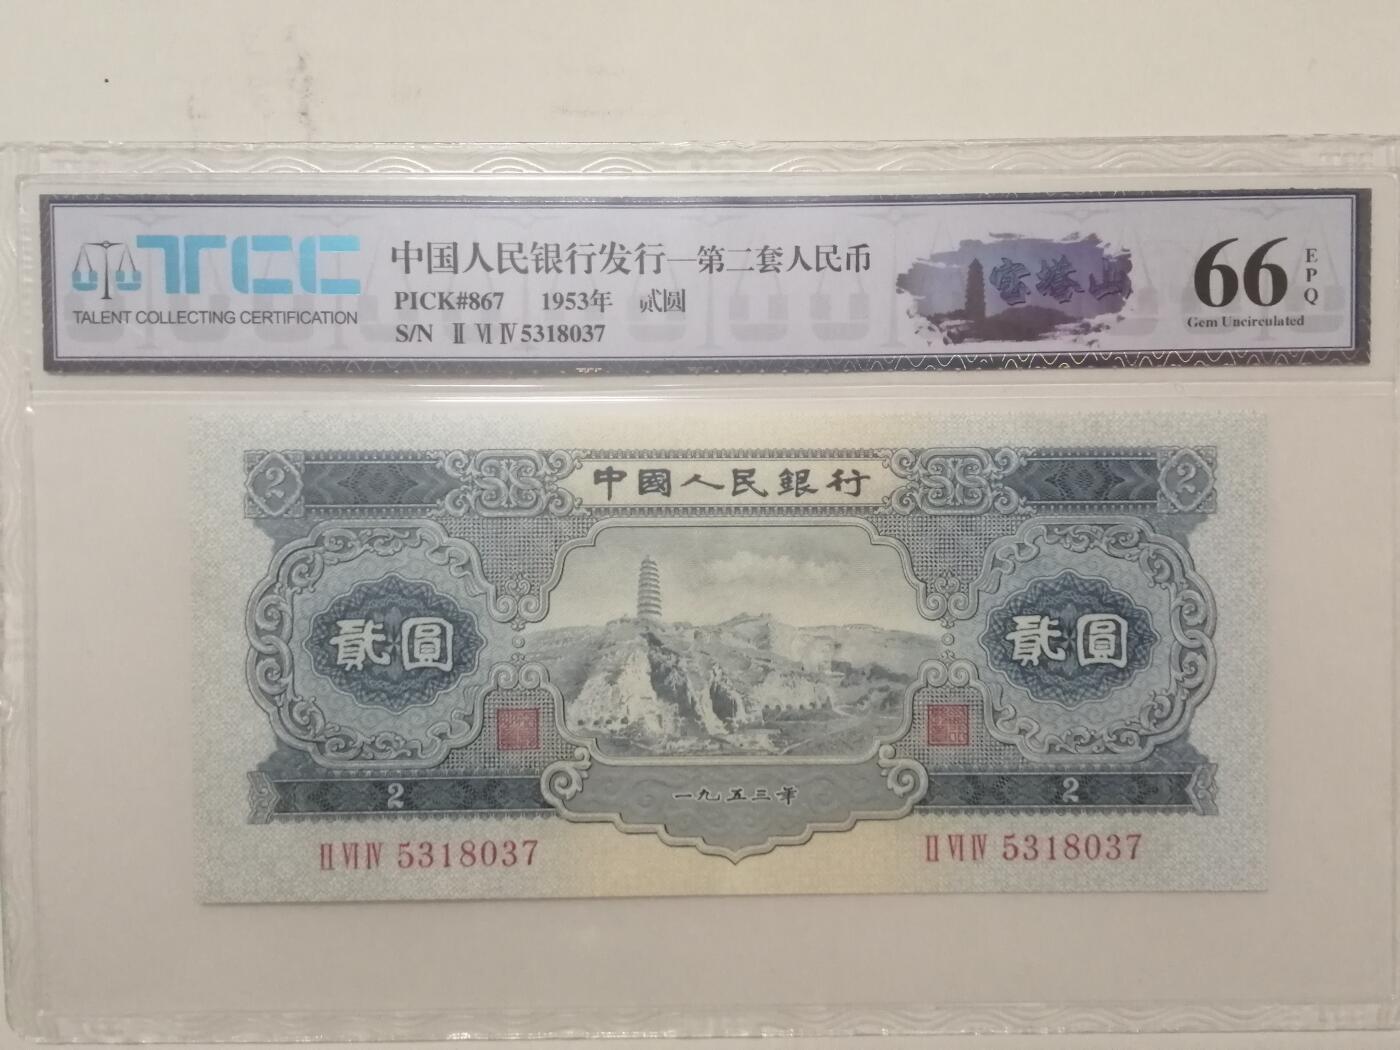 TCC
TALENT COLLECTING CERTIFICATION
中国人民银行发行—第二套人民币
PICK#867 1953年 贰圆
S/N Ⅱ Ⅵ Ⅳ 5318037
宝塔山
66 EPQ
Gem Uncirculated
2 中國人民銀行 2
貳圓 貳圓
一九五三年
2 2
Ⅱ Ⅵ Ⅳ 5318037 Ⅱ Ⅵ Ⅳ 5318037